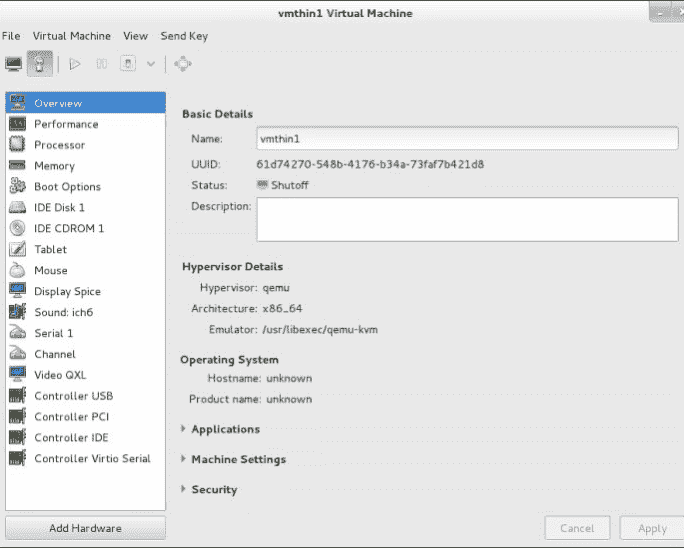 vmthin1 Virtual Machine
File Virtual Machine View Send Key
Overview
Performance
Processor
Memory
Boot Options
IDE Disk 1
IDE CDROM 1
Tablet
Mouse
Display Spice
Sound: ich6
Serial 1
Channel
Video QXL
Controller USB
Controller PCI
Controller IDE
Controller Virtio Serial
Add Hardware
Basic Details
Name: vmthin1
UUID: 61d74270-548b-4176-b34a-73faf7b421d8
Status: Shutoff
Description:
Hypervisor Details
Hypervisor: qemu
Architecture: x86_64
Emulator: /usr/libexec/qemu-kvm
Operating System
Hostname: unknown
Product name: unknown
Applications
Machine Settings
Security
Cancel Apply